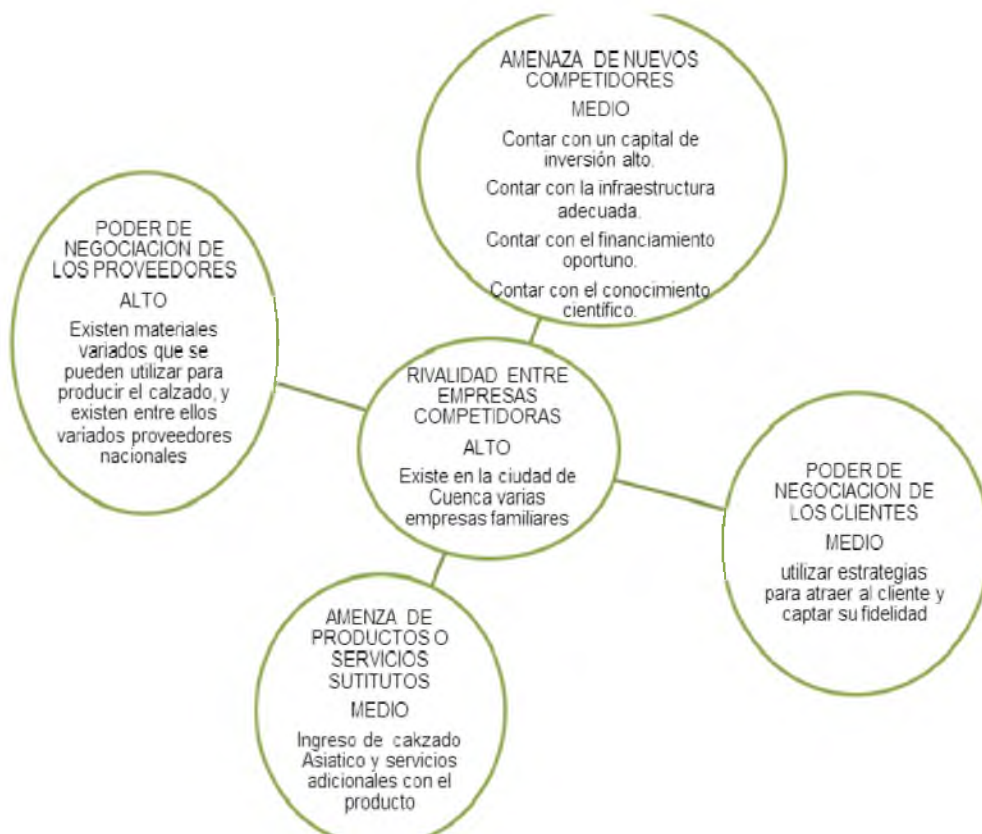 AMENAZA DE NUEVOS
COMPETIDORES
MEDIO
Contar con un capital de
inversión alto.
Contar con la infraestructura
adecuada.
Contar con el financiamiento
oportuno.
Contar con el conocimiento
científico.
PODER DE
NEGOCIACION DE
LOS PROVEEDORES
ALTO
Existen materiales
variados que se
pueden utilizar para
producir el calzado, y
existen entre ellos
variados proveedores
nacionales
RIVALIDAD ENTRE
EMPRESAS
COMPETIDORAS
ALTO
Existe en la ciudad de
Cuenca varias
empresas familiares
PODER DE
NEGOCIACION DE
LOS CLIENTES
MEDIO
utilizar estrategias
para atraer al cliente y
captar su fidelidad
AMENZA DE
PRODUCTOS O
SERVICIOS
SUTITUTOS
MEDIO
Ingreso de cakzado
Asiatico y servicios
adicionales con el
producto